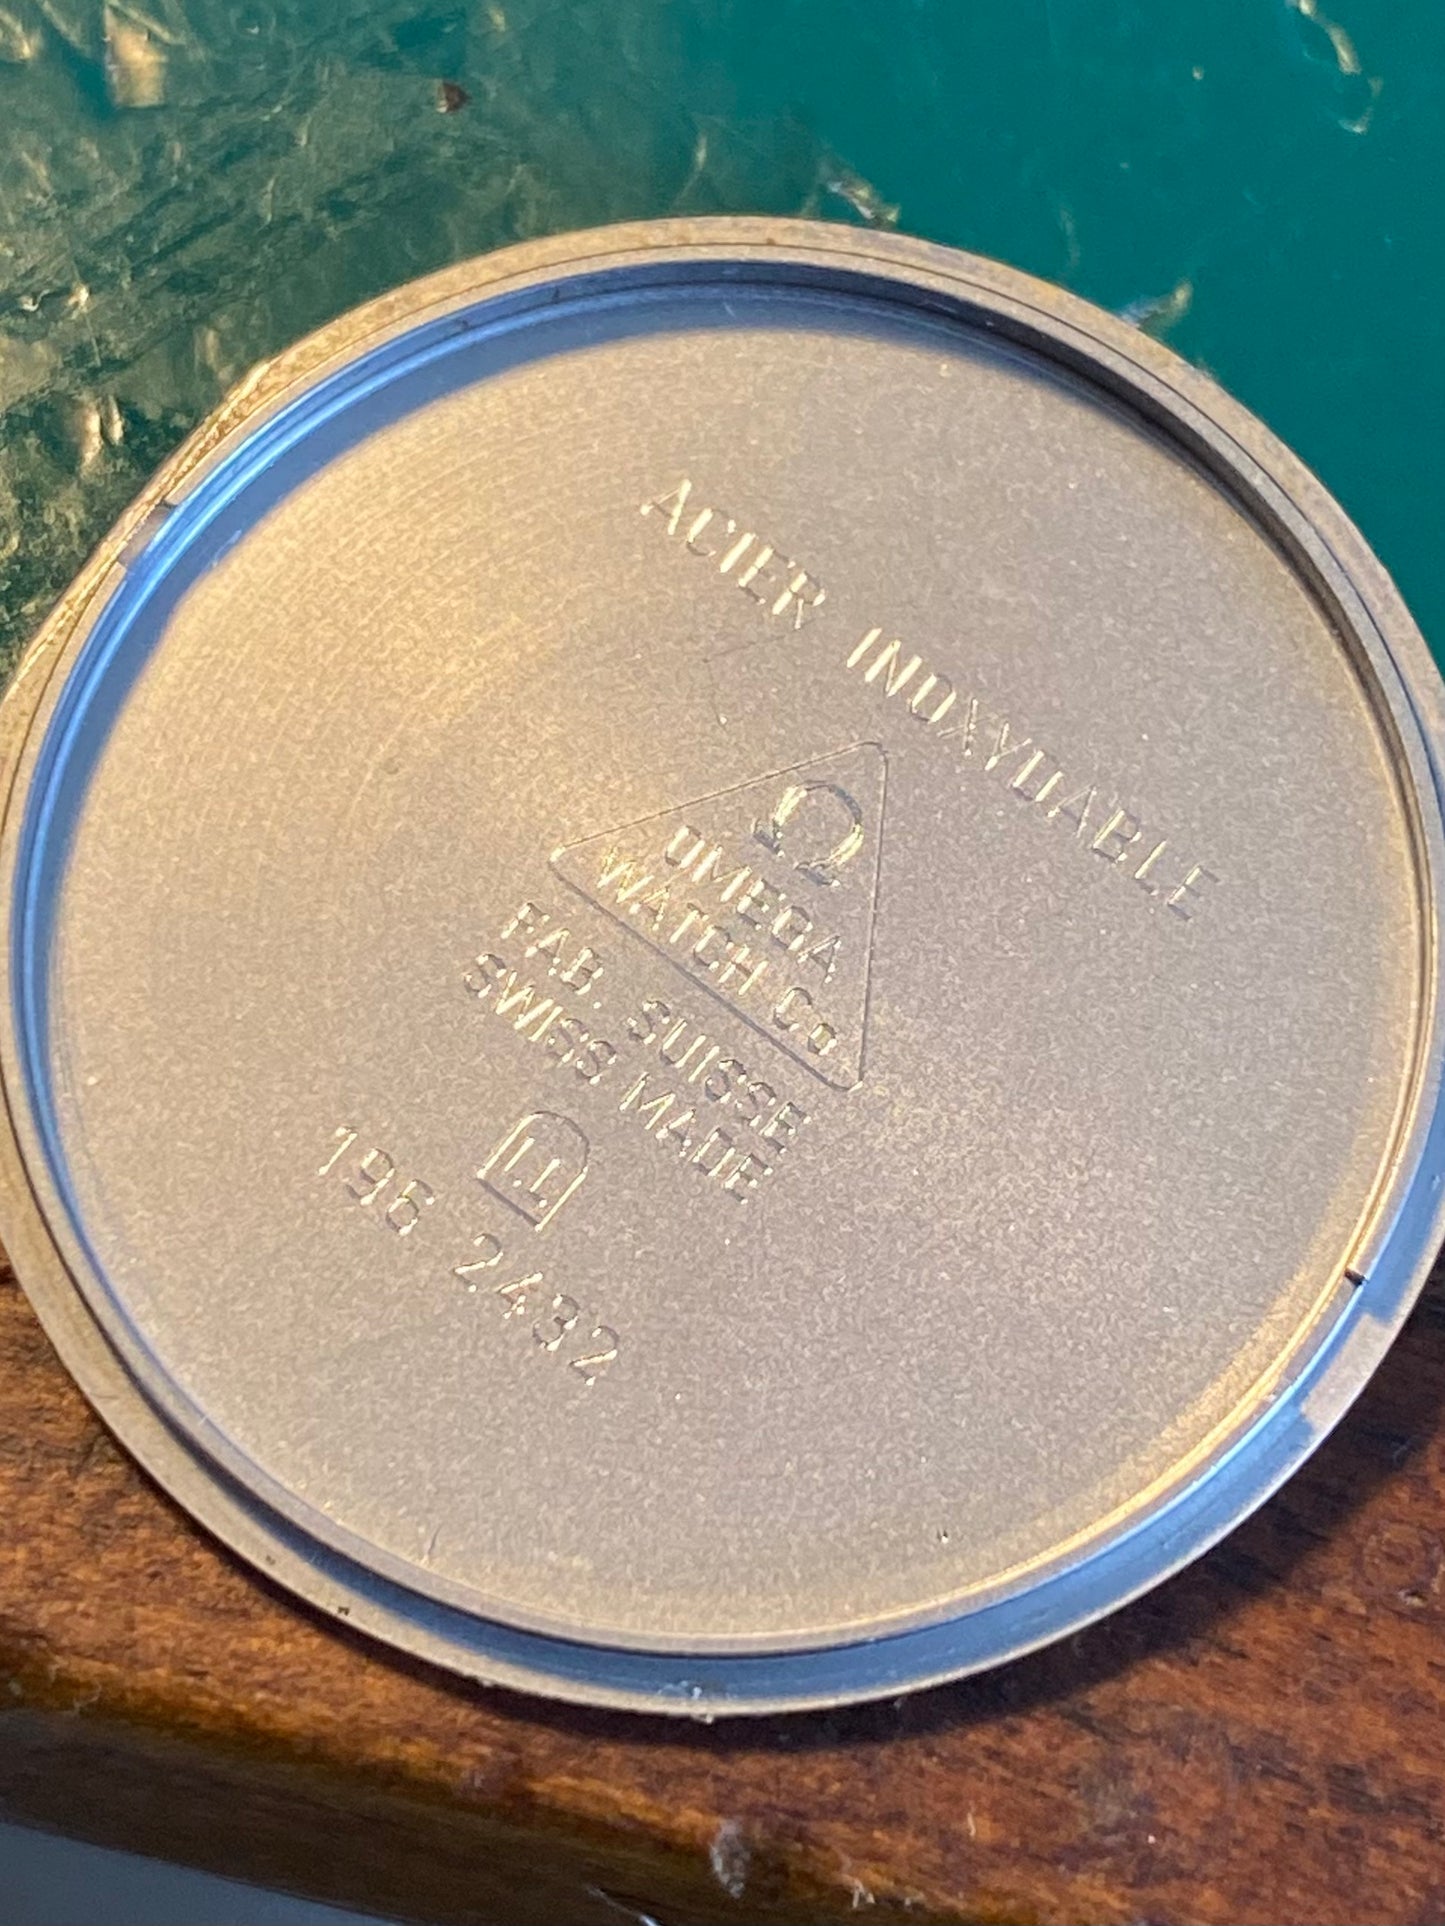 ACIER INOXYDABLE
Ω
OMEGA
WATCH Co
FAB. SUISSE
SWISS MADE
196 2432